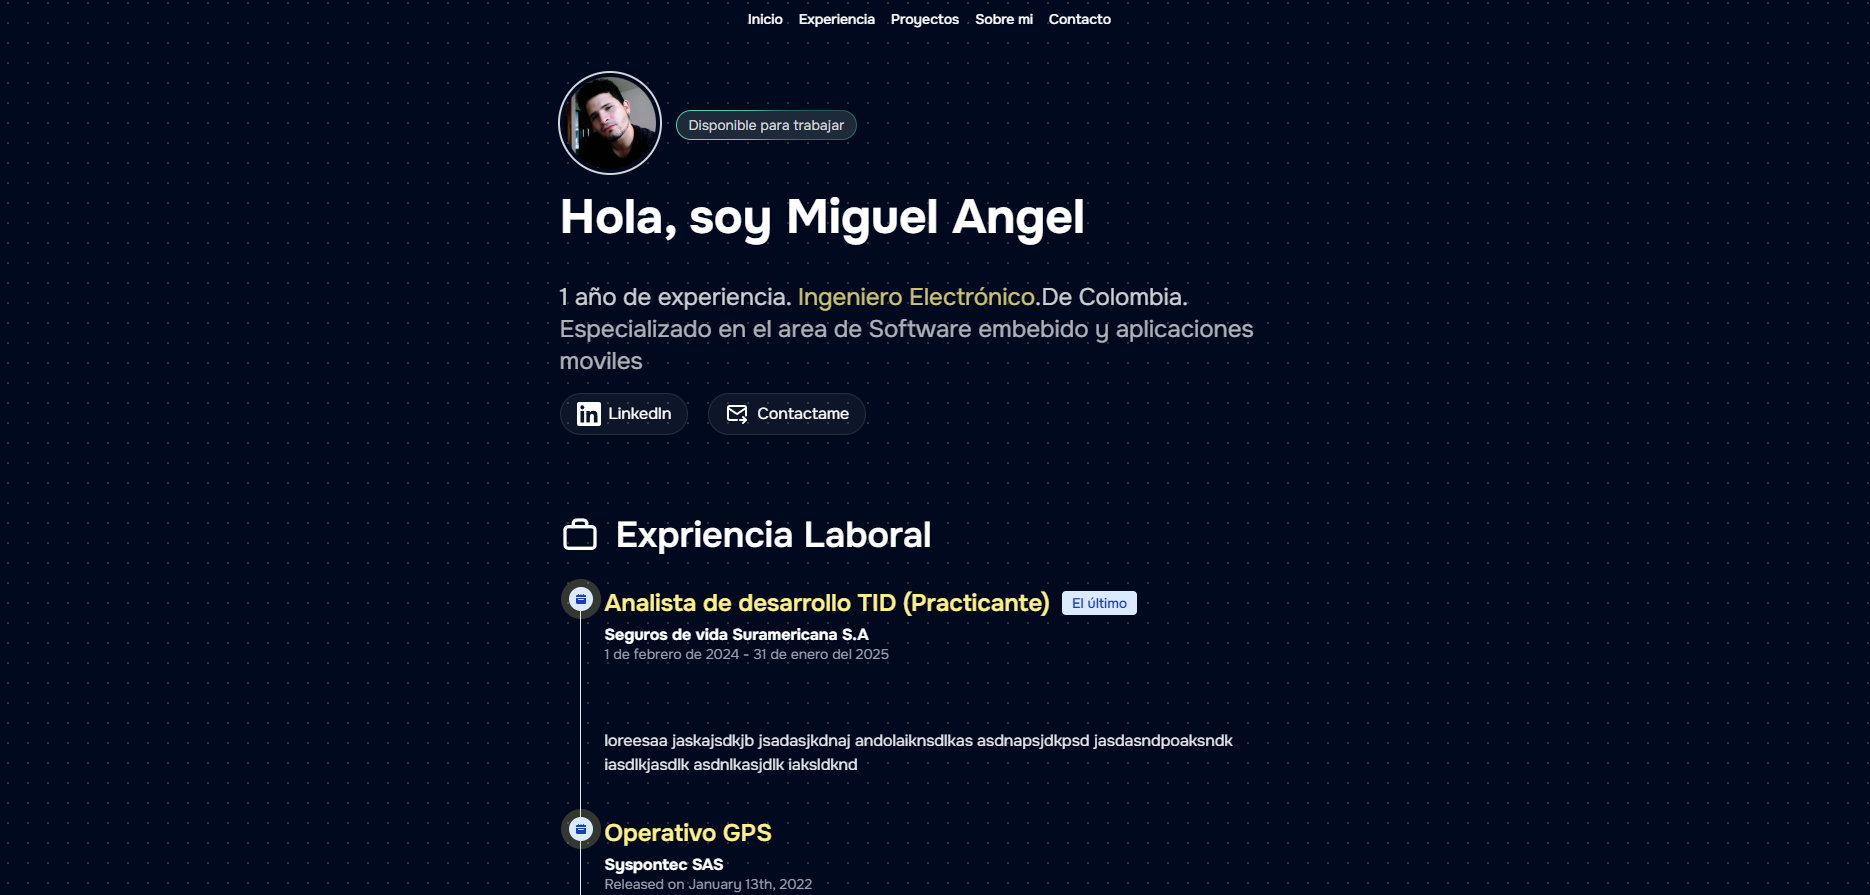 Inicio Experiencia Proyectos Sobre mi Contacto
Disponible para trabajar
Hola, soy Miguel Angel
1 año de experiencia. Ingeniero Electrónico.De Colombia.
Especializado en el area de Software embebido y aplicaciones
moviles
LinkedIn Contactame
Expriencia Laboral
Analista de desarrollo TID (Practicante) El último
Seguros de vida Suramericana S.A
1 de febrero de 2024 - 31 de enero del 2025
loreesaa jaskajsdkjb jsadasjkdnaj andolaiknsdlkas asdnapsjdkpsd jasdasndpoaksndk
iasdlkjasdlk asdnlkasjdlk iaksldknd
Operativo GPS
Syspontec SAS
Released on January 13th, 2022